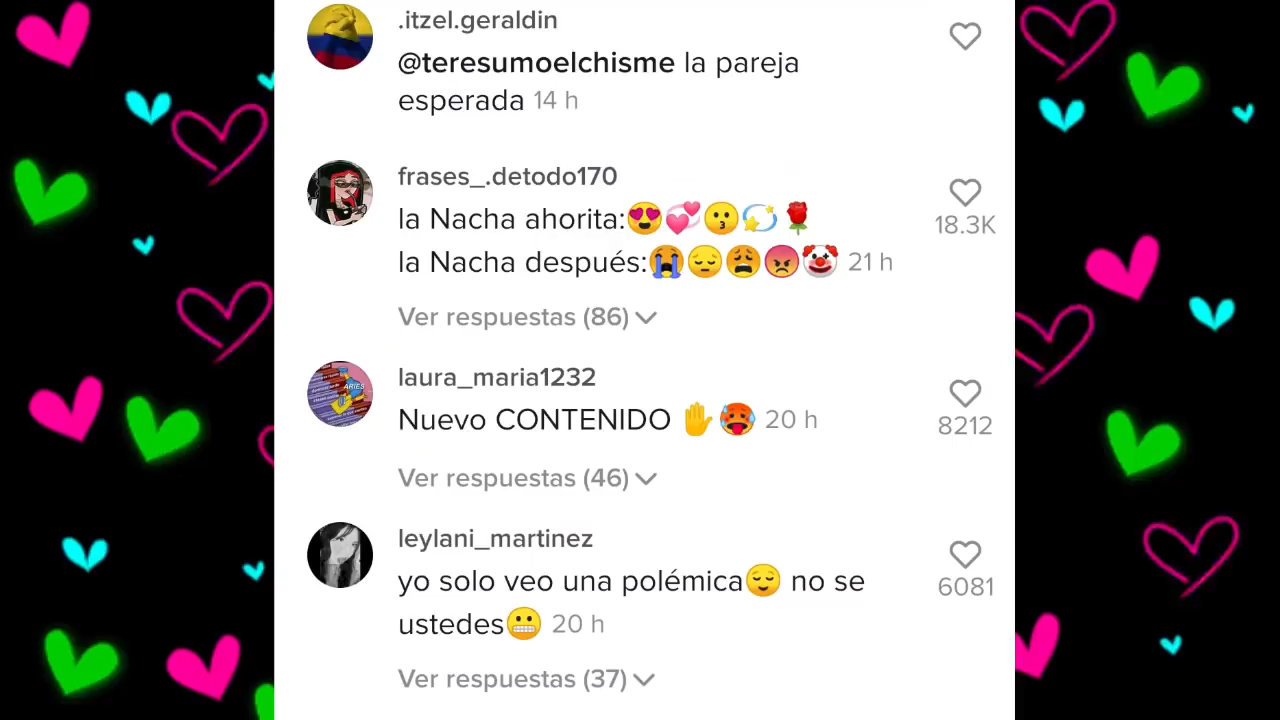 .itzel.geraldin
@teresumoelchisme la pareja
esperada 14 h
frases_.detodo170
la Nacha ahorita:😍💞😗💫🌹
18.3K
la Nacha después:😭😔😩😡🤡 21 h
Ver respuestas (86)
laura_maria1232
Nuevo CONTENIDO ✋🥵 20 h
8212
Ver respuestas (46)
leylani_martinez
yo solo veo una polémica😌 no se
6081
ustedes😬 20 h
Ver respuestas (37)
ARIES